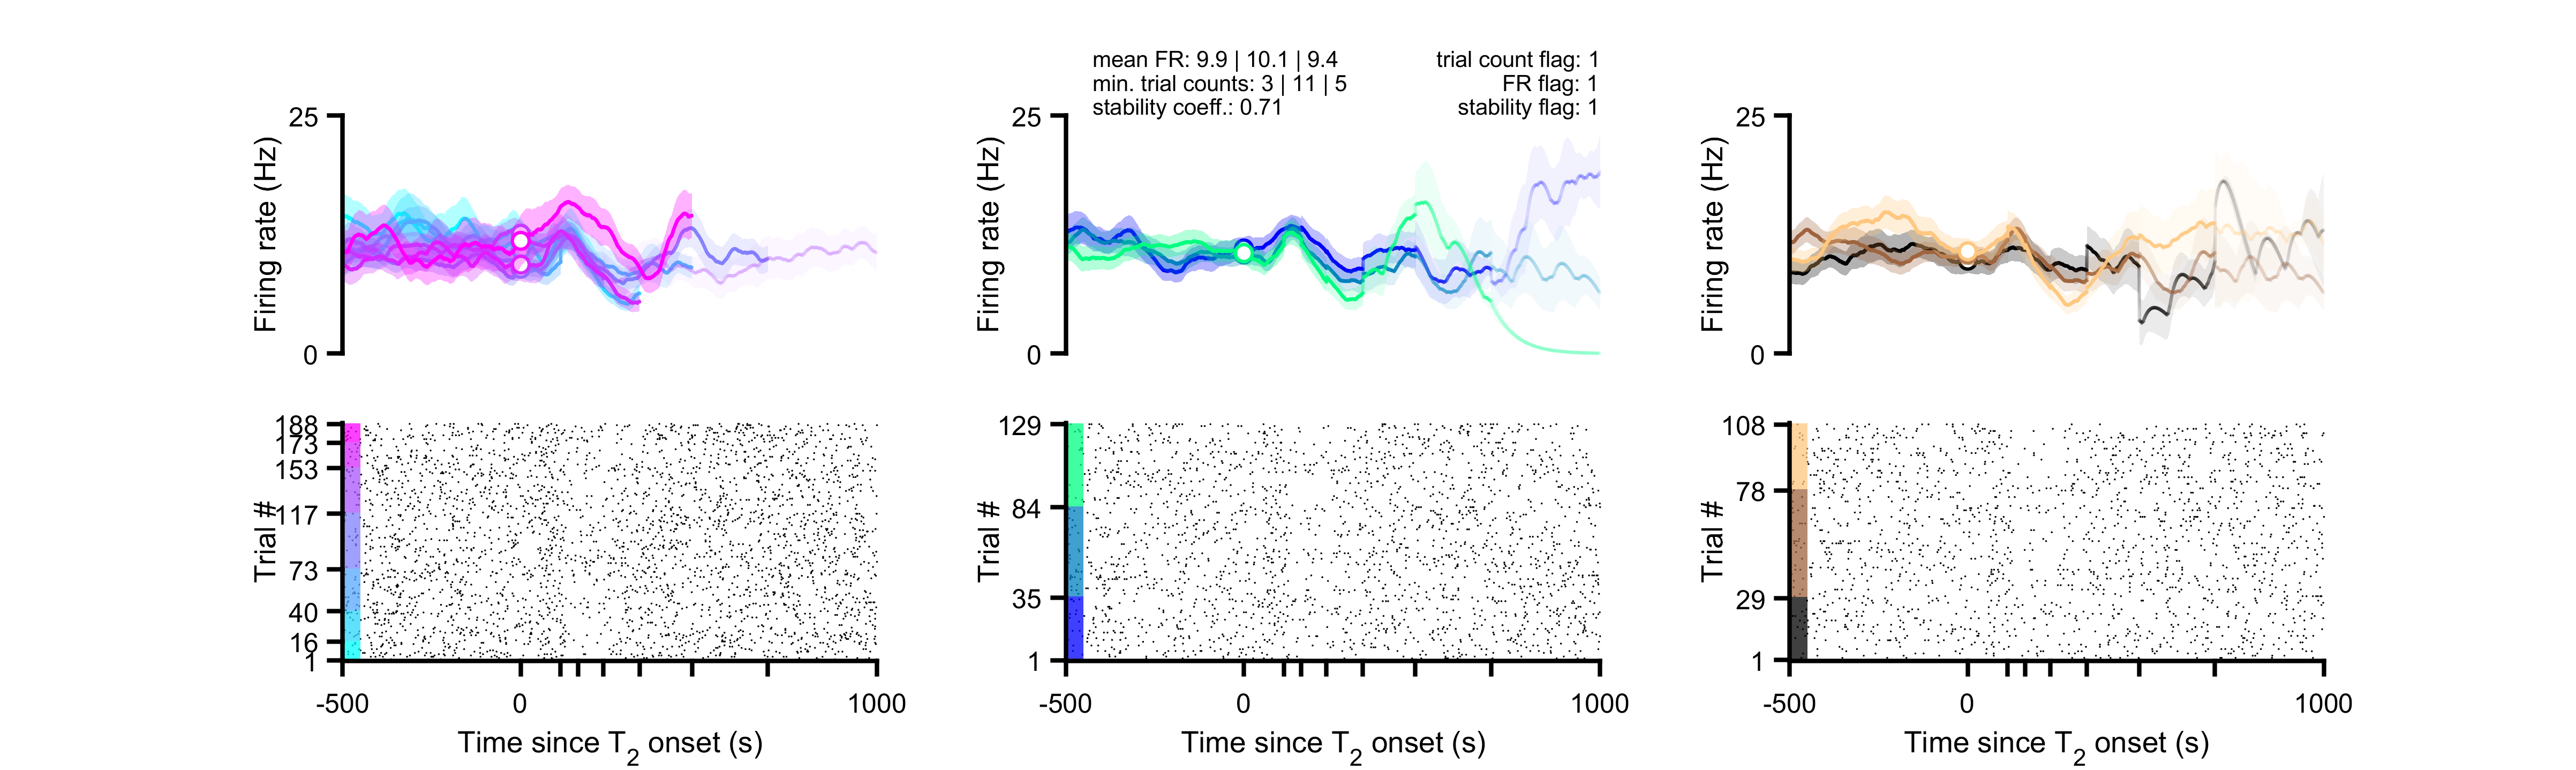 mean FR: 9.9 | 10.1 | 9.4
min. trial counts: 3 | 11 | 5
stability coeff.: 0.71
trial count flag: 1
FR flag: 1
stability flag: 1
25
0
Firing rate (Hz)
25
0
Firing rate (Hz)
25
0
Firing rate (Hz)
188
173
153
117
73
40
16
1
Trial #
-500
0
1000
Time since T2 onset (s)
129
84
35
1
Trial #
-500
0
1000
Time since T2 onset (s)
108
78
29
1
Trial #
-500
0
1000
Time since T2 onset (s)